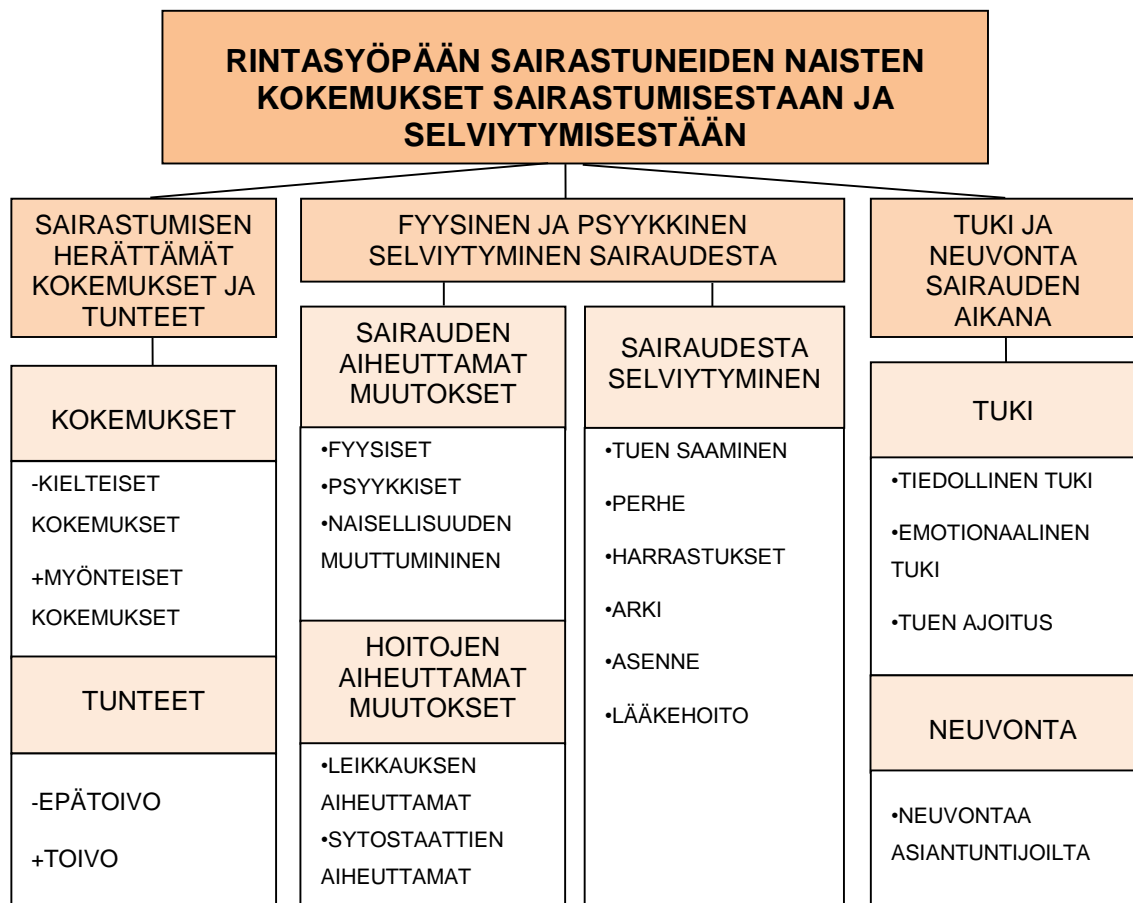 RINTASYÖPÄÄN SAIRASTUNEIDEN NAISTEN
KOKEMUKSET SAIRASTUMISESTAAN JA
SELVIYTYMISESTÄÄN
SAIRASTUMISEN
HERÄTTÄMÄT
KOKEMUKSET JA
TUNTEET
KOKEMUKSET
-KIELTEISET
KOKEMUKSET
+MYÖNTEISET
KOKEMUKSET
TUNTEET
-EPÄTOIVO
+TOIVO
FYYSINEN JA PSYYKKINEN
SELVIYTYMINEN SAIRAUDESTA
SAIRAUDEN
AIHEUTTAMAT
MUUTOKSET
•FYYSISET
•PSYYKKISET
•NAISELLISUUDEN
MUUTTUMININEN
HOITOJEN
AIHEUTTAMAT
MUUTOKSET
•LEIKKAUKSEN
AIHEUTTAMAT
•SYTOSTAATTIEN
AIHEUTTAMAT
SAIRAUDESTA
SELVIYTYMINEN
•TUEN SAAMINEN
•PERHE
•HARRASTUKSET
•ARKI
•ASENNE
•LÄÄKEHOITO
TUKI JA
NEUVONTA
SAIRAUDEN
AIKANA
TUKI
•TIEDOLLINEN TUKI
•EMOTIONAALINEN
TUKI
•TUEN AJOITUS
NEUVONTA
•NEUVONTAA
ASIANTUNTIJOILTA